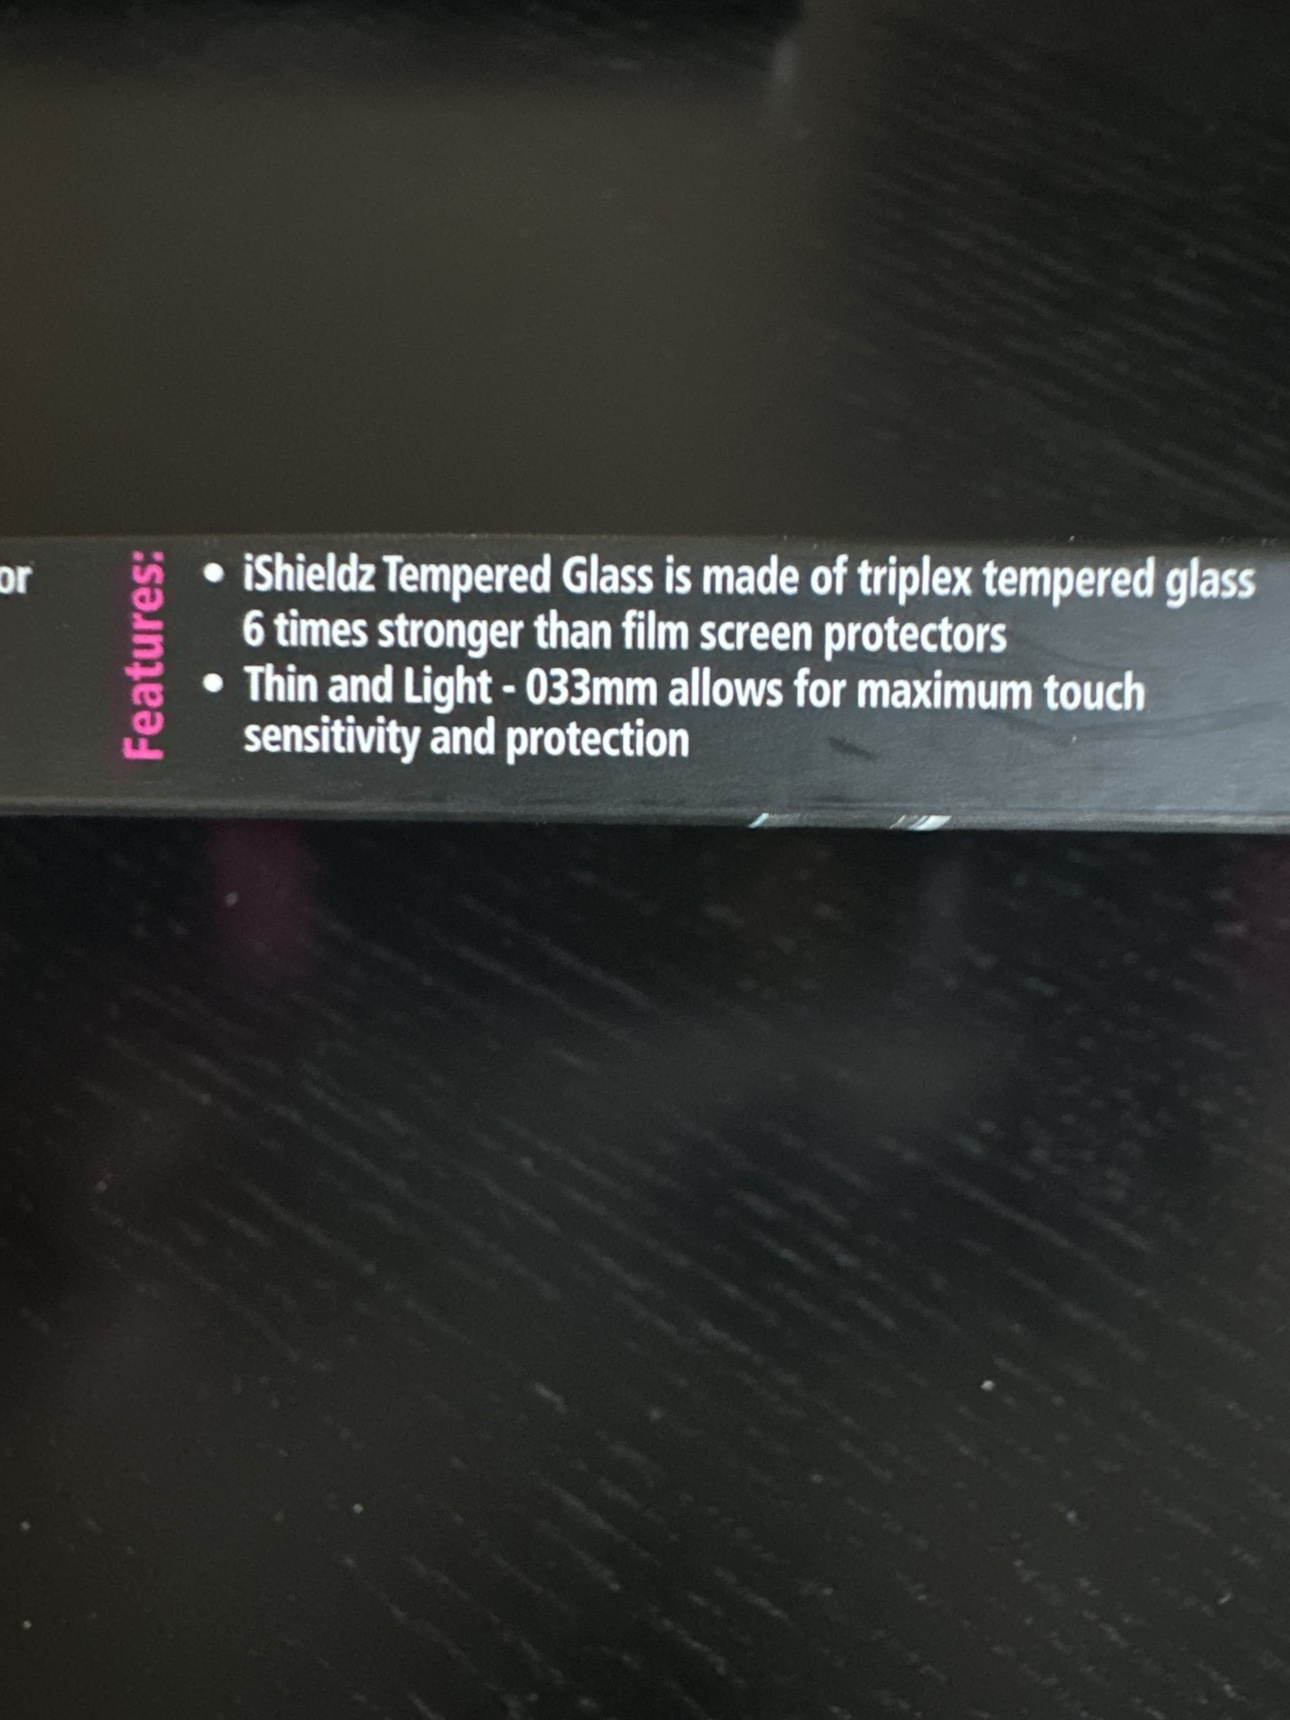 or
Features:
• iShieldz Tempered Glass is made of triplex tempered glass
6 times stronger than film screen protectors
• Thin and Light - 033mm allows for maximum touch
sensitivity and protection